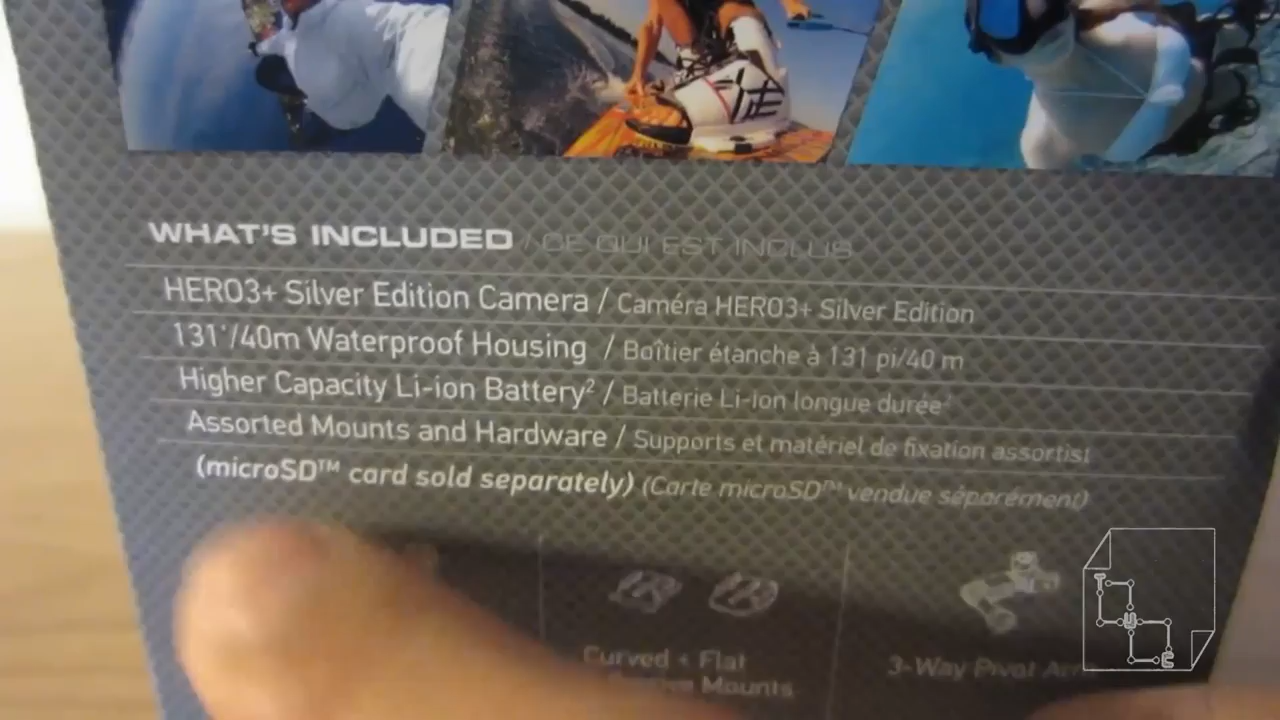 WHAT'S INCLUDED / CE QUI EST INCLUS
HERO3+ Silver Edition Camera / Caméra HERO3+ Silver Edition
131'/40m Waterproof Housing / Boîtier étanche à 131 pi/40 m
Higher Capacity Li-ion Battery² / Batterie Li-Ion longue durée²
Assorted Mounts and Hardware / Supports et matériel de fixation assortis¹
(microSD™ card sold separately) (Carte microSD™ vendue séparément)
Curved + Flat
Mounts
3-Way Pivot Arm